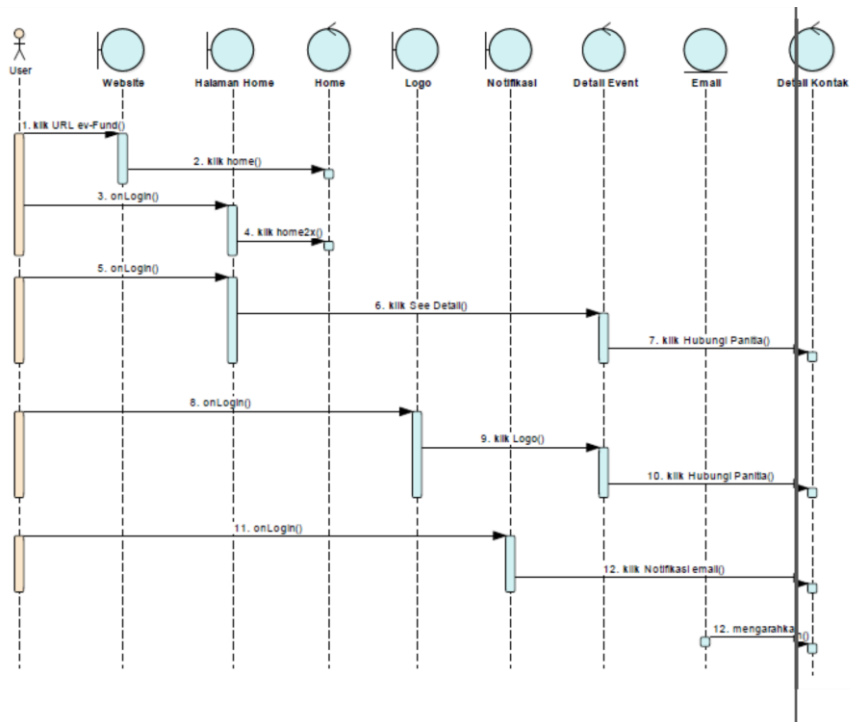 User
Website
Halaman Home
Home
Logo
Notifikasi
Detail Event
Email
Detail Kontak
1. klik URL ev-Fund()
2. klik home()
3. onLogin()
4. klik home2x()
5. onLogin()
6. klik See Detail()
7. klik Hubungi Panitia()
8. onLogin()
9. klik Logo()
10. klik Hubungi Panitia()
11. onLogin()
12. klik Notifikasi email()
12. mengarahkan()